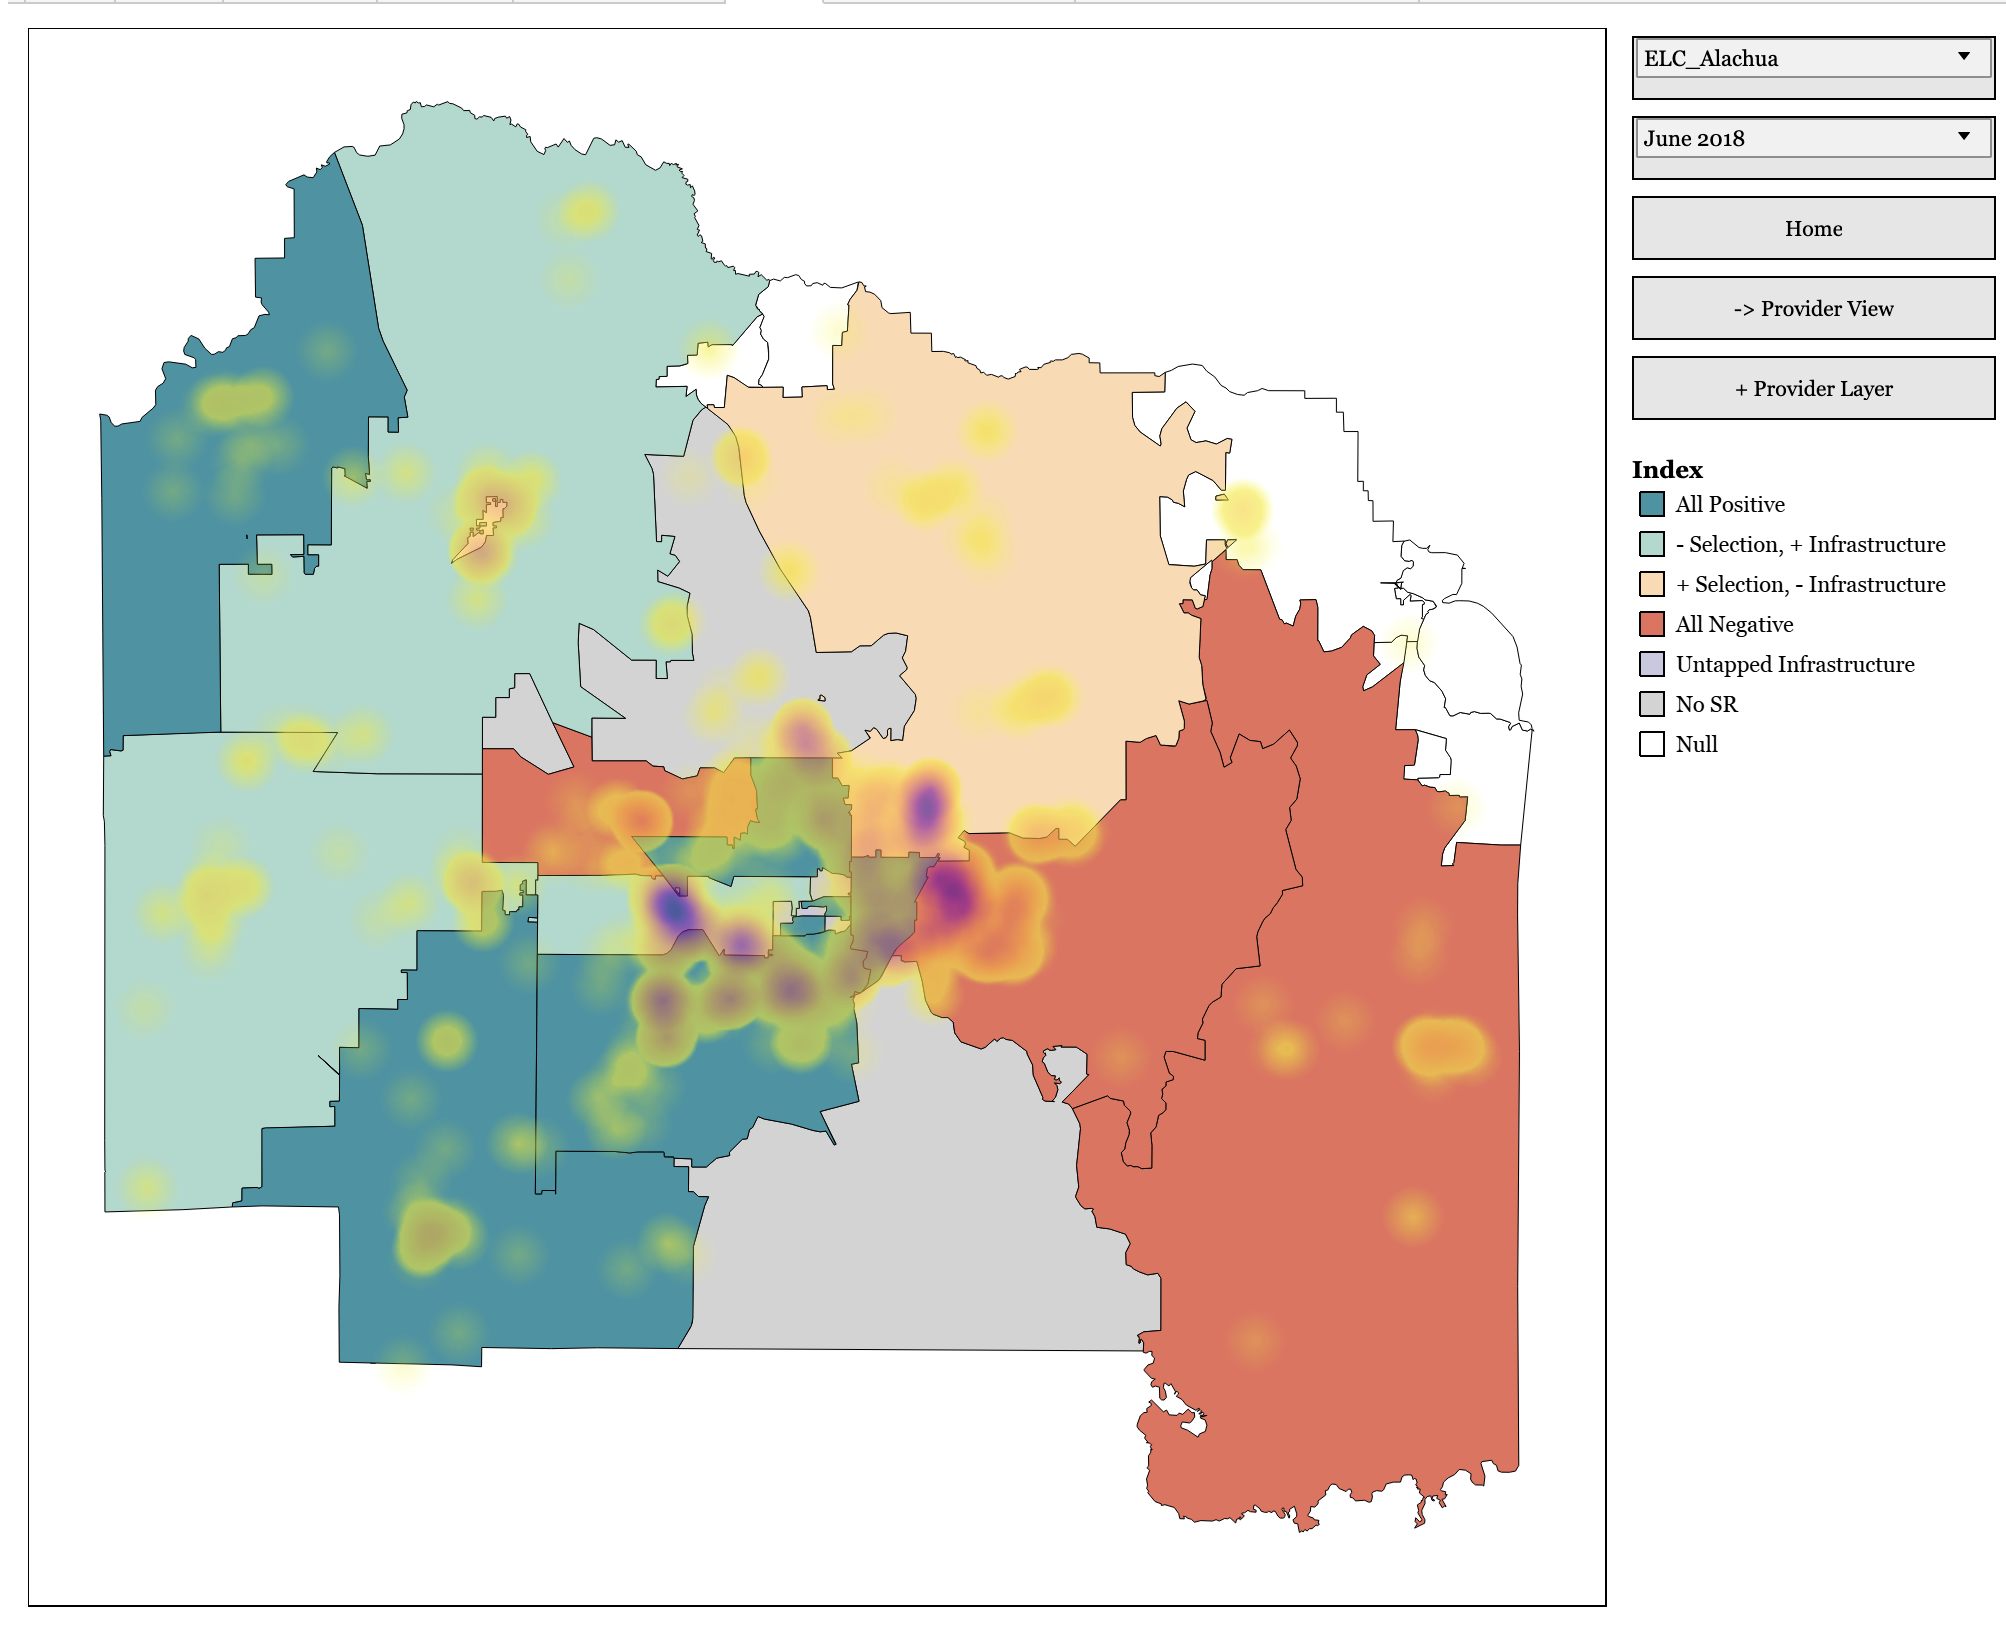 ELC_Alachua
June 2018
Home
-> Provider View
+ Provider Layer
Index
All Positive
- Selection, + Infrastructure
+ Selection, - Infrastructure
All Negative
Untapped Infrastructure
No SR
Null